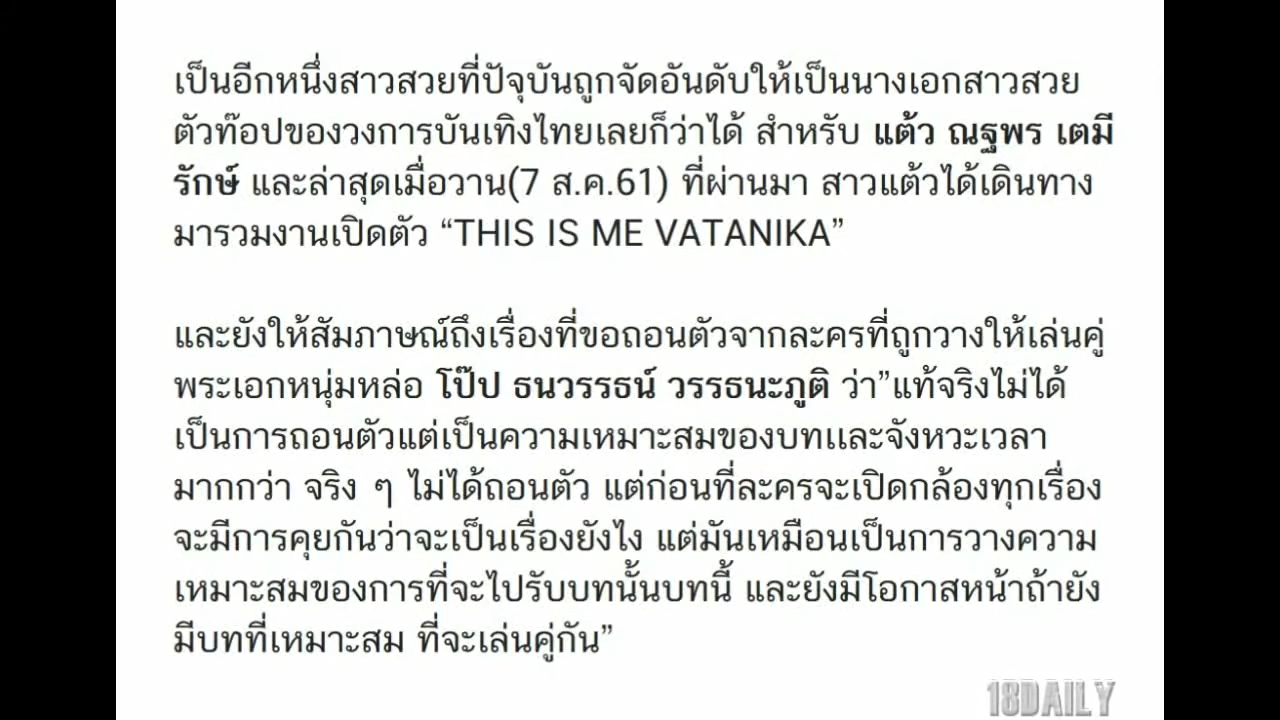 เป็นอีกหนึ่งสาวสวยที่ปัจุบันถูกจัดอันดับให้เป็นนางเอกสาวสวย
ตัวท๊อปของวงการบันเทิงไทยเลยก็ว่าได้ สำหรับ แต้ว ณฐพร เตมี
รักษ์ และล่าสุดเมื่อวาน(7 ส.ค.61) ที่ผ่านมา สาวแต้วได้เดินทาง
มารวมงานเปิดตัว “THIS IS ME VATANIKA”
และยังให้สัมภาษณ์ถึงเรื่องที่ขอถอนตัวจากละครที่ถูกวางให้เล่นคู่
พระเอกหนุ่มหล่อ โป๊ป ธนวรรธน์ วรรธนะภูติ ว่า”แท้จริงไม่ได้
เป็นการถอนตัวแต่เป็นความเหมาะสมของบทและจังหวะเวลา
มากกว่า จริง ๆ ไม่ได้ถอนตัว แต่ก่อนที่ละครจะเปิดกล้องทุกเรื่อง
จะมีการคุยกันว่าจะเป็นเรื่องยังไง แต่มันเหมือนเป็นการวางความ
เหมาะสมของการที่จะไปรับบทนั้นบทนี้ และยังมีโอกาสหน้าถ้ายัง
มีบทที่เหมาะสม ที่จะเล่นคู่กัน”
18DAILY